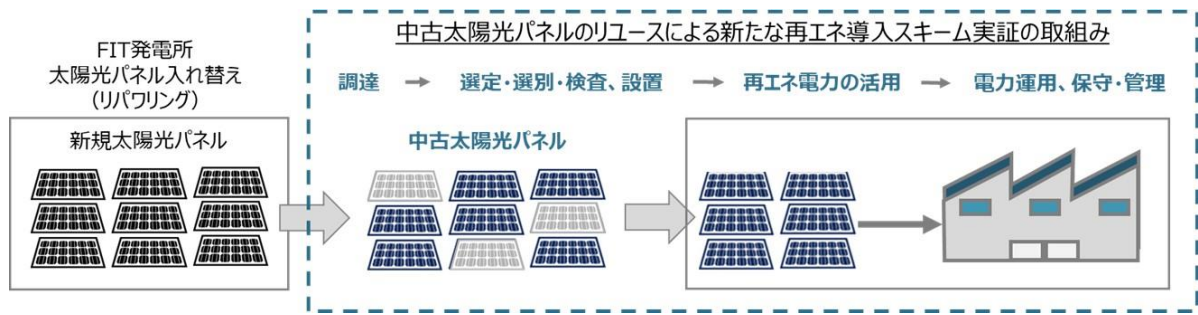 FIT発電所
太陽光パネル入れ替え
(リパワリング)
新規太陽光パネル
中古太陽光パネルのリユースによる新たな再エネ導入スキーム実証の取組み
調達 → 選定・選別・検査、設置 → 再エネ電力の活用 → 電力運用、保守・管理
中古太陽光パネル